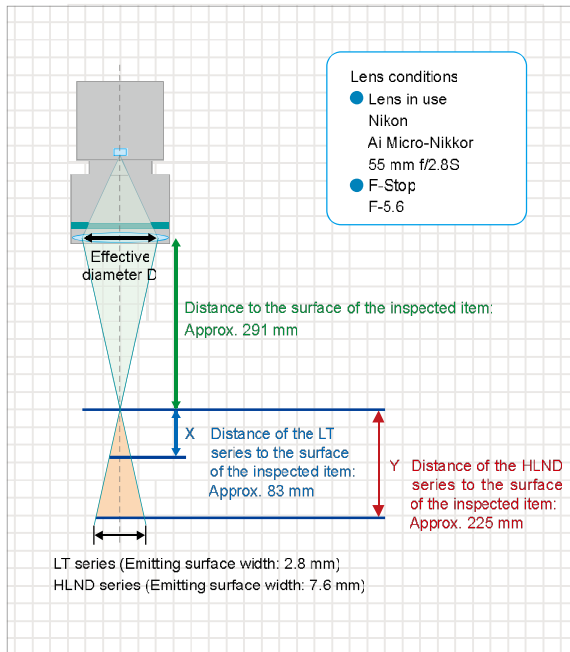 Lens conditions
Lens in use
Nikon
Ai Micro-Nikkor
55 mm f/2.8S
F-Stop
F-5.6
Effective
diameter D
Distance to the surface of the inspected item:
Approx. 291 mm
X Distance of the LT
series to the surface
of the inspected item:
Approx. 83 mm
Y Distance of the HLND
series to the surface
of the inspected item:
Approx. 225 mm
LT series (Emitting surface width: 2.8 mm)
HLND series (Emitting surface width: 7.6 mm)